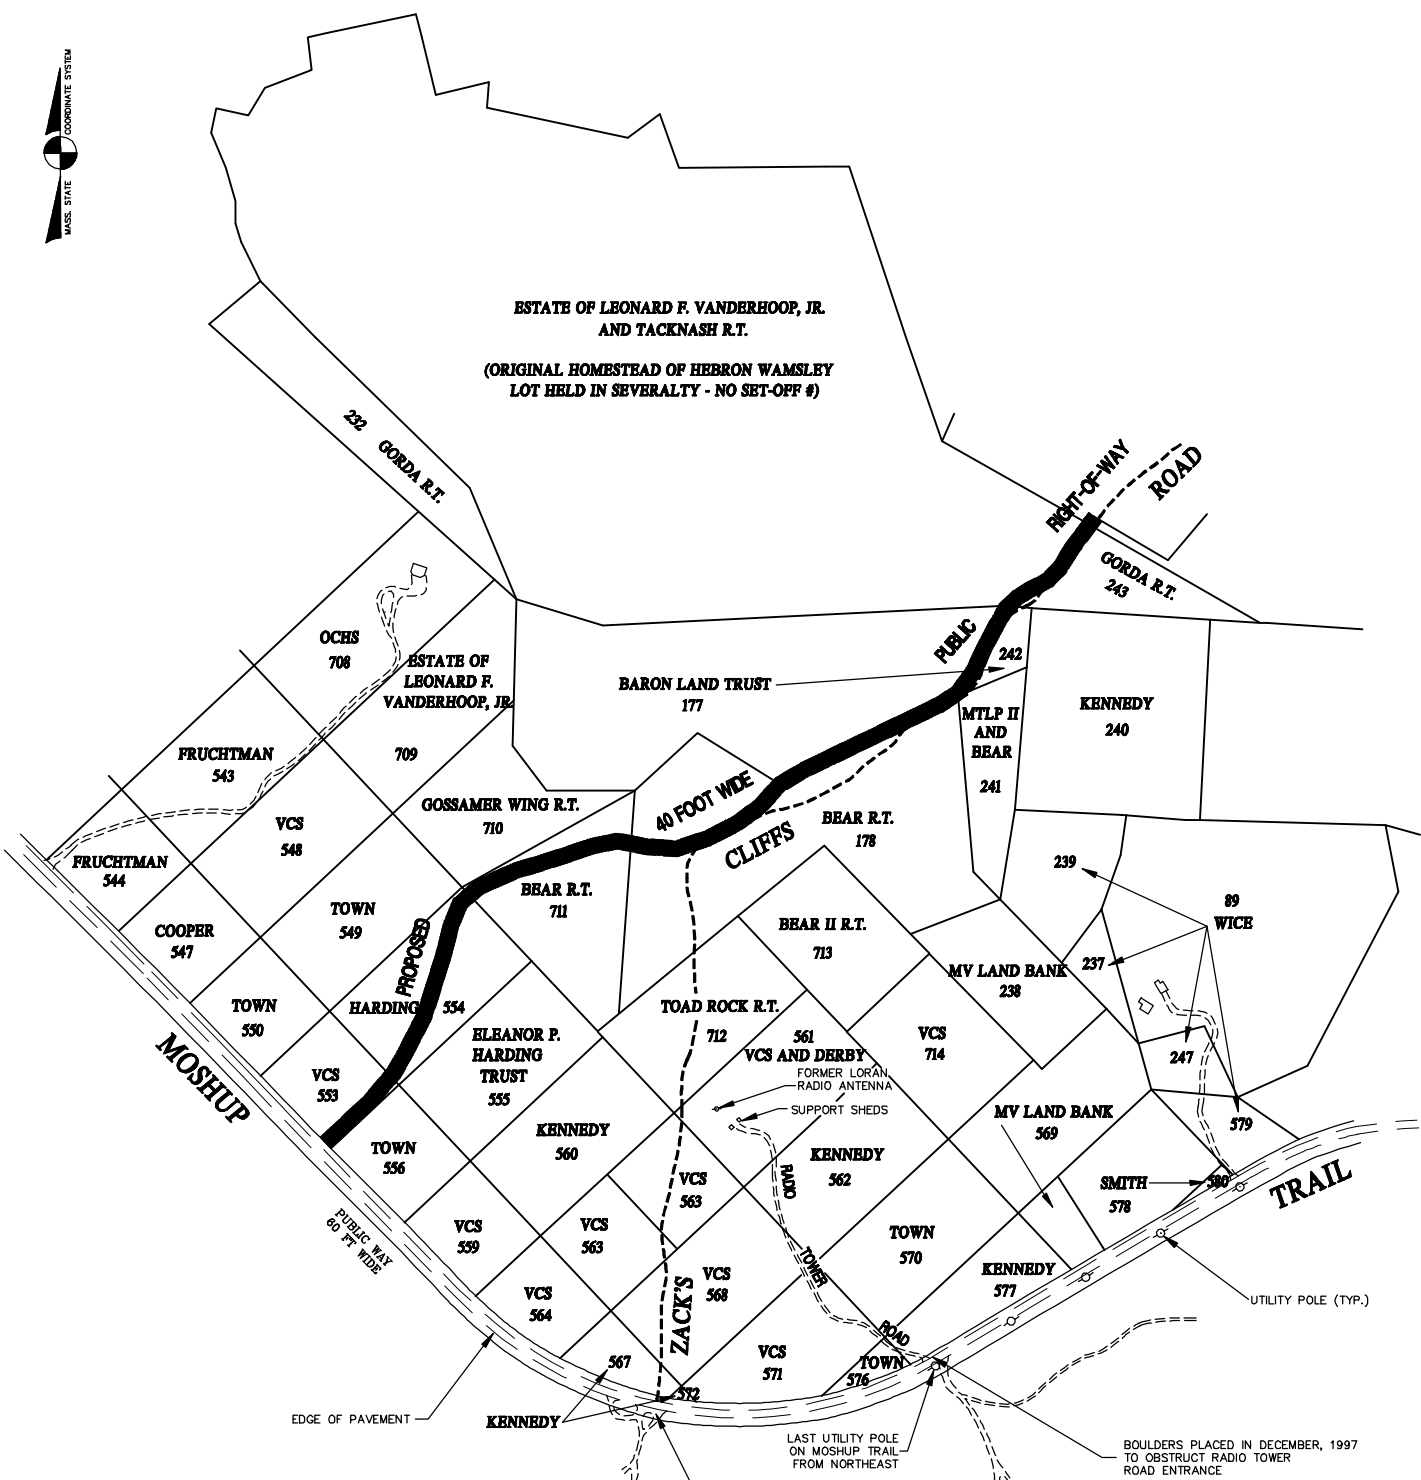 COORDINATE SYSTEM
MASS. STATE
ESTATE OF LEONARD F. VANDERHOOP, JR.
AND TACKNASH R.T.
(ORIGINAL HOMESTEAD OF HEBRON WAMSLEY
LOT HELD IN SEVERALTY - NO SET-OFF #)
232 GORDA R.T.
RIGHT-OF-WAY
ROAD
GORDA R.T.
243
OCHS
708
ESTATE OF
LEONARD F.
VANDERHOOP, JR.
709
PUBLIC
242
BARON LAND TRUST
177
MTLP II
AND
BEAR
241
KENNEDY
240
FRUCHTMAN
543
GOSSAMER WING R.T.
710
40 FOOT WIDE
CLIFFS
BEAR R.T.
178
VCS
548
FRUCHTMAN
544
239
89
WICE
BEAR R.T.
711
TOWN
549
COOPER
547
PROPOSED
BEAR II R.T.
713
MV LAND BANK
238
237
TOWN
550
HARDING
554
TOAD ROCK R.T.
712
561
VCS AND DERBY
VCS
714
247
ELEANOR P.
HARDING
TRUST
555
MOSHUP
VCS
553
FORMER LORAN
RADIO ANTENNA
SUPPORT SHEDS
MV LAND BANK
569
579
KENNEDY
560
TOWN
556
KENNEDY
562
RADIO
VCS
563
SMITH
578
580
TRAIL
PUBLIC WAY
60 FT WIDE
VCS
559
VCS
563
TOWN
570
TOWER
KENNEDY
577
VCS
568
VCS
564
ZACK'S
UTILITY POLE (TYP.)
ROAD
567
VCS
571
TOWN
576
572
EDGE OF PAVEMENT
KENNEDY
LAST UTILITY POLE
ON MOSHUP TRAIL
FROM NORTHEAST
BOULDERS PLACED IN DECEMBER, 1997
TO OBSTRUCT RADIO TOWER
ROAD ENTRANCE